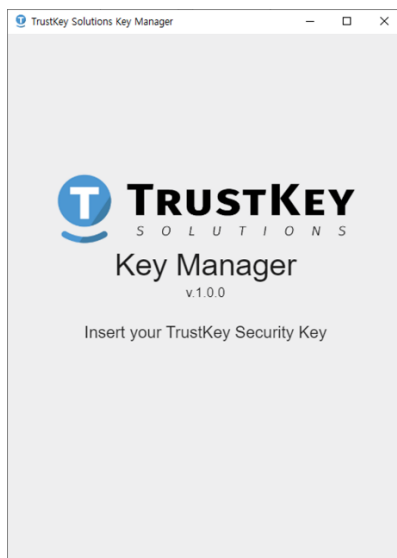 TrustKey Solutions Key Manager
T
TRUSTKEY
SOLUTIONS
Key Manager
v.1.0.0
Insert your TrustKey Security Key